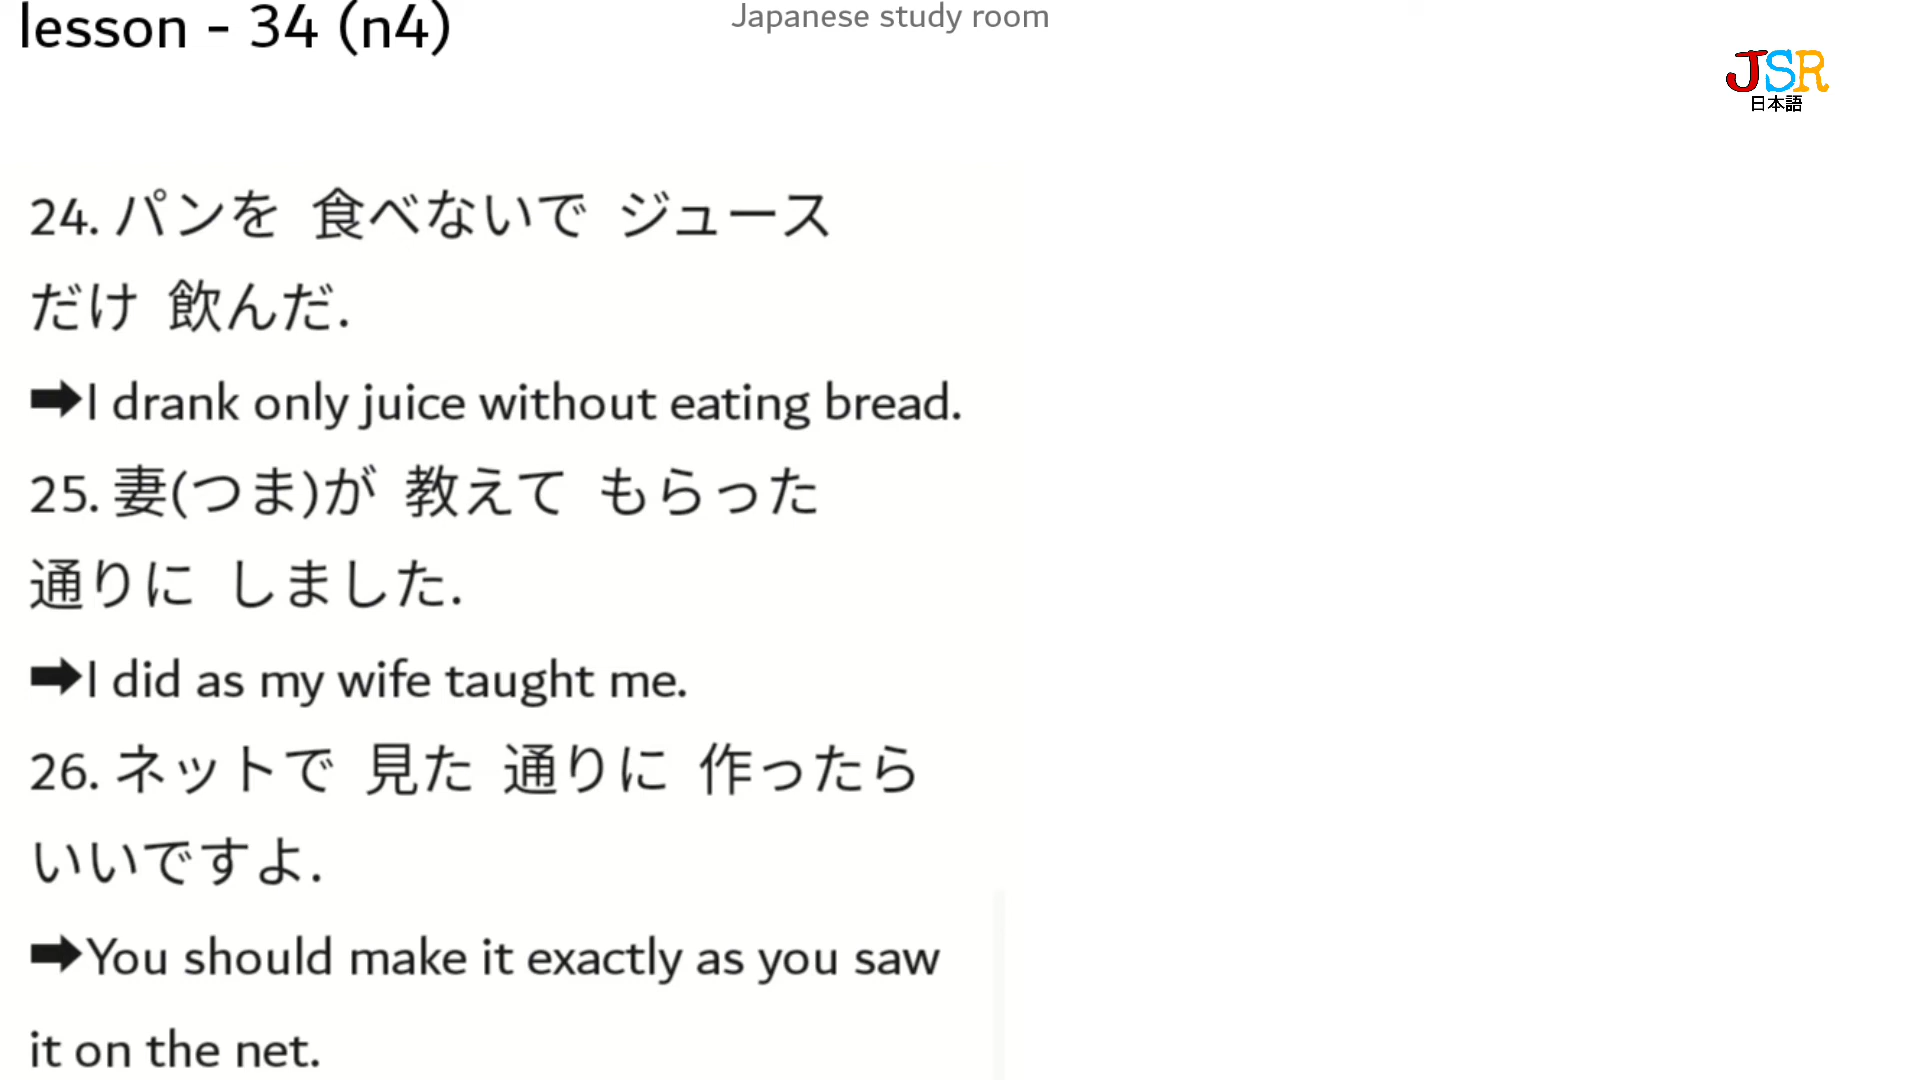 lesson - 34 (n4)
Japanese study room
JSR
日本語
24. パンを 食べないで ジュース
だけ 飲んだ.
➡I drank only juice without eating bread.
25. 妻(つま)が 教えて もらった
通りに しました.
➡I did as my wife taught me.
26. ネットで 見た 通りに 作ったら
いいですよ.
➡You should make it exactly as you saw
it on the net.